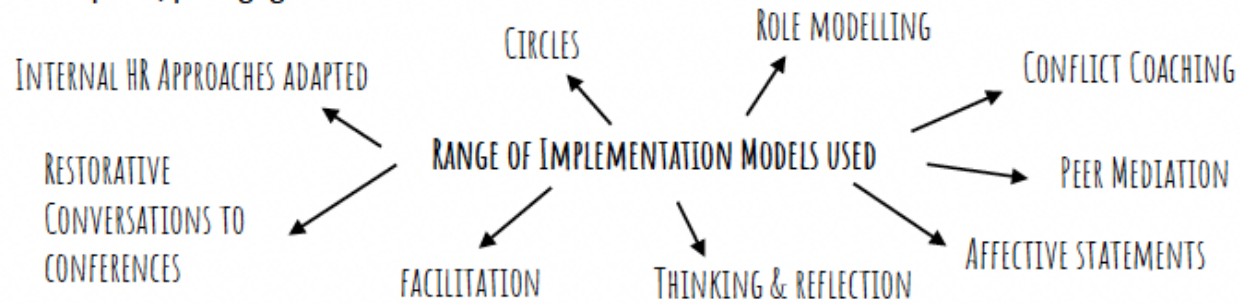 Role modelling
Circles
Conflict Coaching
Internal HR Approaches adapted
Range of Implementation Models used
Restorative
Conversations to
conferences
Peer Mediation
Affective statements
facilitation
Thinking & reflection